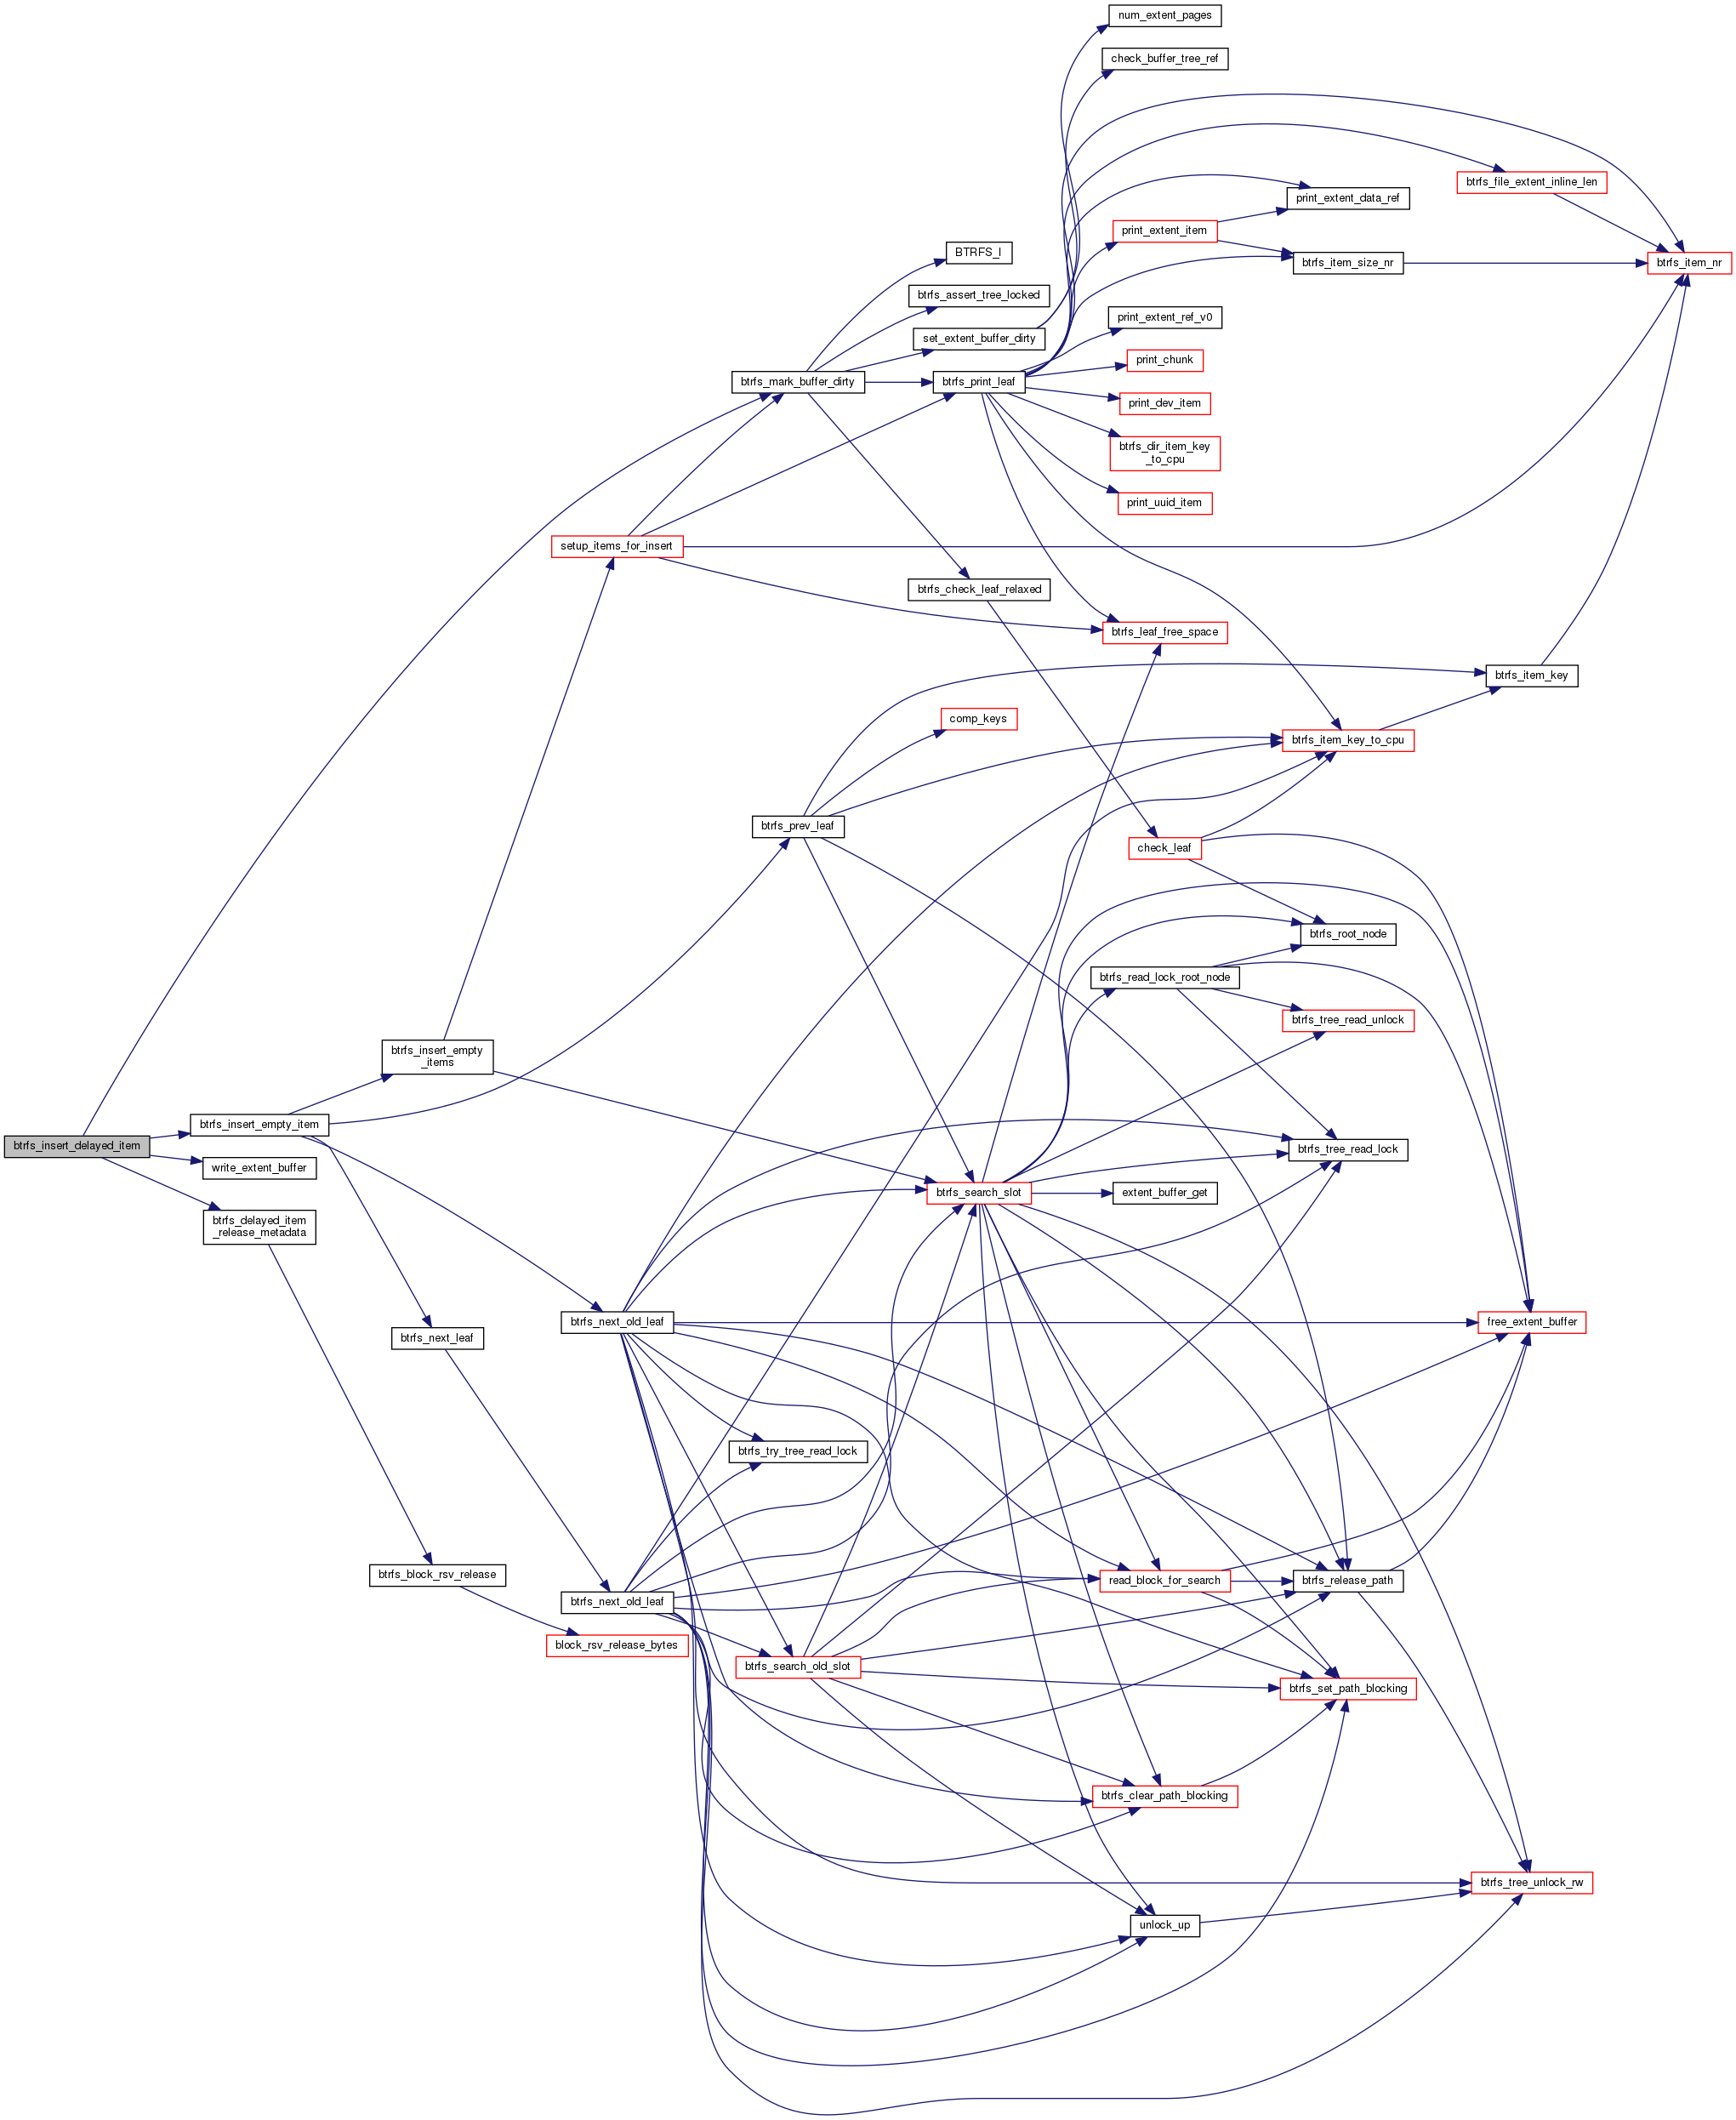 num_extent_pages
check_buffer_tree_ref
btrfs_file_extent_inline_len
print_extent_data_ref
print_extent_item
BTRFS_I
btrfs_item_size_nr
btrfs_item_nr
btrfs_assert_tree_locked
print_extent_ref_v0
set_extent_buffer_dirty
print_chunk
btrfs_mark_buffer_dirty
btrfs_print_leaf
print_dev_item
btrfs_dir_item_key
_to_cpu
print_uuid_item
setup_items_for_insert
btrfs_check_leaf_relaxed
btrfs_leaf_free_space
btrfs_item_key
comp_keys
btrfs_item_key_to_cpu
btrfs_prev_leaf
check_leaf
btrfs_root_node
btrfs_read_lock_root_node
btrfs_tree_read_unlock
btrfs_insert_empty
_items
btrfs_insert_empty_item
btrfs_insert_delayed_item
btrfs_tree_read_lock
write_extent_buffer
btrfs_search_slot
extent_buffer_get
btrfs_delayed_item
_release_metadata
btrfs_next_old_leaf
free_extent_buffer
btrfs_next_leaf
btrfs_try_tree_read_lock
btrfs_block_rsv_release
read_block_for_search
btrfs_release_path
btrfs_next_old_leaf
block_rsv_release_bytes
btrfs_search_old_slot
btrfs_set_path_blocking
btrfs_clear_path_blocking
btrfs_tree_unlock_rw
unlock_up